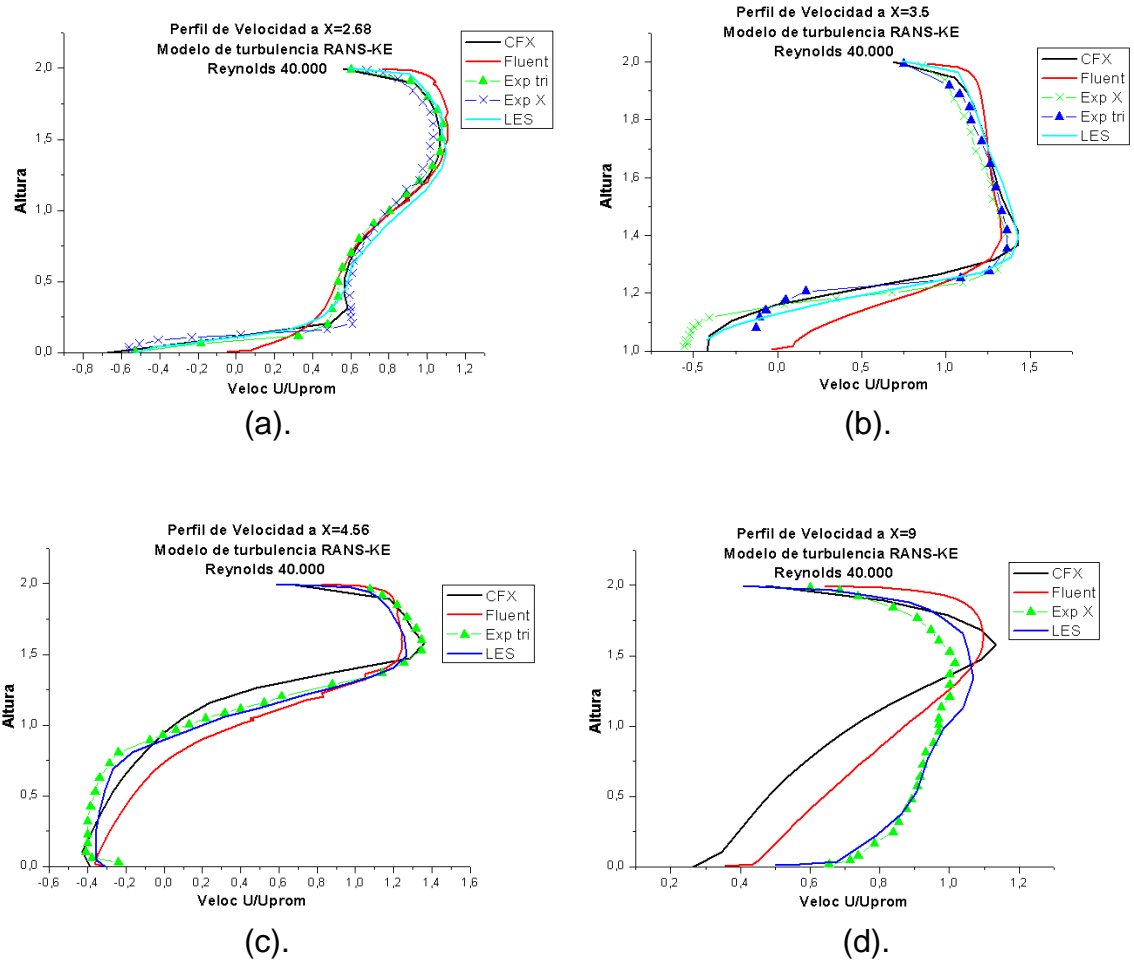 Perfil de Velocidad a X=2.68
Modelo de turbulencia RANS-KE
Reynolds 40.000
CFX
Fluent
Exp tri
Exp X
LES
2,0
1,5
1,0
0,5
0,0
Altura
-0,8 -0,6 -0,4 -0,2 0,0 0,2 0,4 0,6 0,8 1,0 1,2
Veloc U/Uprom
(a).
Perfil de Velocidad a X=3.5
Modelo de turbulencia RANS-KE
Reynolds 40.000
CFX
Fluent
Exp X
Exp tri
LES
2,0
1,8
1,6
1,4
1,2
1,0
Altura
-0,5 0,0 0,5 1,0 1,5
Veloc U/Uprom
(b).
Perfil de Velocidad a X=4.56
Modelo de turbulencia RANS-KE
Reynolds 40.000
CFX
Fluent
Exp tri
LES
2,0
1,5
1,0
0,5
0,0
Altura
-0,6 -0,4 -0,2 0,0 0,2 0,4 0,6 0,8 1,0 1,2 1,4 1,6
Veloc U/Uprom
(c).
Perfil de Velocidad a X=9
Modelo de turbulencia RANS-KE
Reynolds 40.000
CFX
Fluent
Exp X
LES
2,0
1,5
1,0
0,5
0,0
Altura
0,2 0,4 0,6 0,8 1,0 1,2
Veloc U/Uprom
(d).